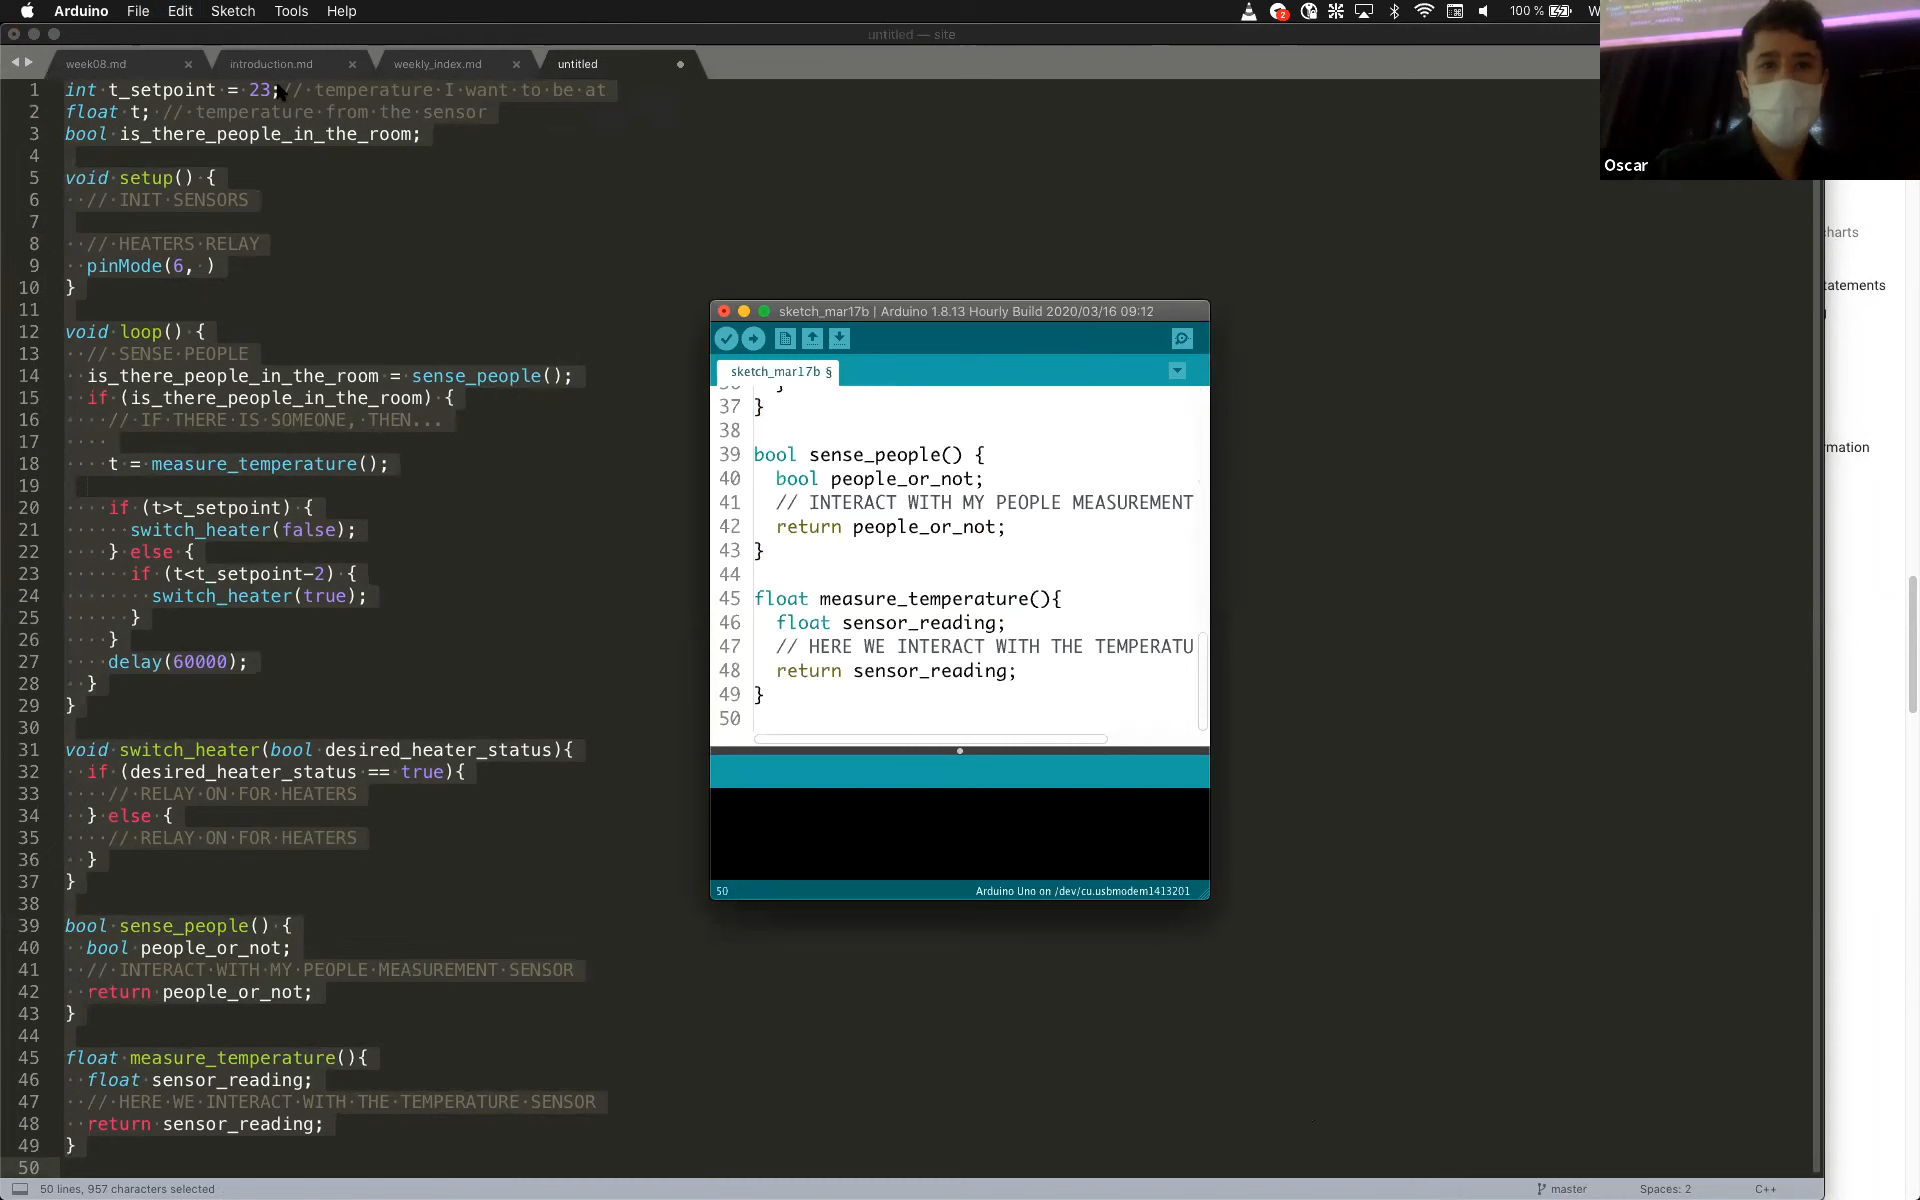 Arduino File Edit Sketch Tools Help
2
100 %
untitled — site
week08.md introduction.md weekly_index.md untitled
Oscar
1 int t_setpoint = 23;// temperature I want to be at
2 float t; // temperature from the sensor
3 bool is_there_people_in_the_room;
4
5 void setup() {
6 // INIT SENSORS
7
8 // HEATERS RELAY
9 pinMode(6, )
10 }
11
12 void loop() {
13 // SENSE PEOPLE
14 is_there_people_in_the_room = sense_people();
15 if (is_there_people_in_the_room) {
16 // IF THERE IS SOMEONE, THEN...
17
18 t = measure_temperature();
19
20 if (t>t_setpoint) {
21 switch_heater(false);
22 } else {
23 if (t<t_setpoint-2) {
24 switch_heater(true);
25 }
26 }
27 delay(60000);
28 }
29 }
30
31 void switch_heater(bool desired_heater_status){
32 if (desired_heater_status == true){
33 // RELAY ON FOR HEATERS
34 } else {
35 // RELAY ON FOR HEATERS
36 }
37 }
38
39 bool sense_people() {
40 bool people_or_not;
41 // INTERACT WITH MY PEOPLE MEASUREMENT SENSOR
42 return people_or_not;
43 }
44
45 float measure_temperature(){
46 float sensor_reading;
47 // HERE WE INTERACT WITH THE TEMPERATURE SENSOR
48 return sensor_reading;
49 }
50
sketch_mar17b | Arduino 1.8.13 Hourly Build 2020/03/16 09:12
sketch_mar17b §
37 }
38
39 bool sense_people() {
40 bool people_or_not;
41 // INTERACT WITH MY PEOPLE MEASUREMENT
42 return people_or_not;
43 }
44
45 float measure_temperature(){
46 float sensor_reading;
47 // HERE WE INTERACT WITH THE TEMPERATU
48 return sensor_reading;
49 }
50
50 Arduino Uno on /dev/cu.usbmodem1413201
charts
tatements
rmation
50 lines, 957 characters selected
master Spaces: 2 C++